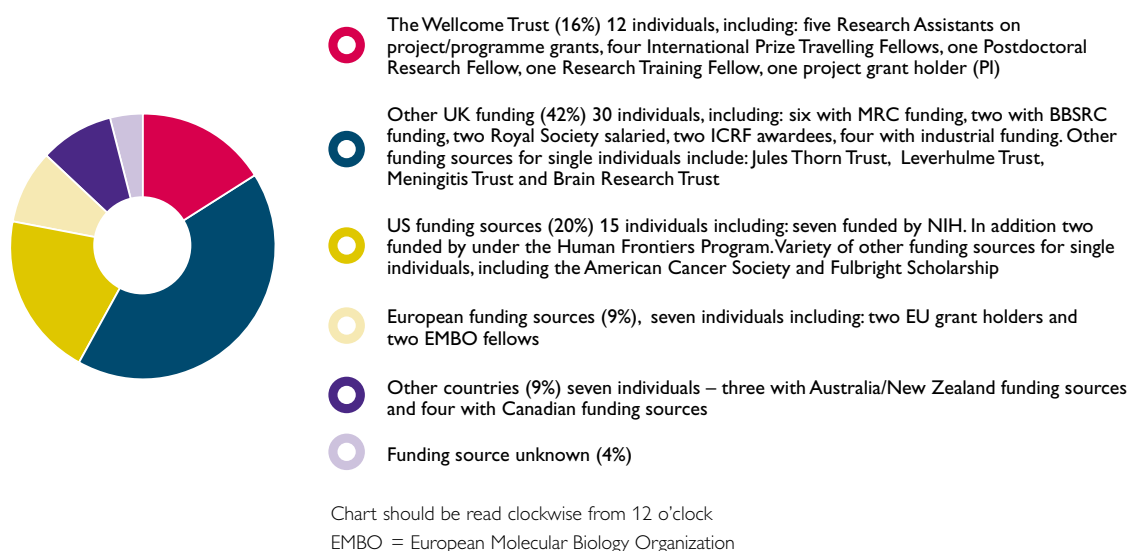 The Wellcome Trust (16%) 12 individuals, including: five Research Assistants on
project/programme grants, four International Prize Travelling Fellows, one Postdoctoral
Research Fellow, one Research Training Fellow, one project grant holder (PI)
Other UK funding (42%) 30 individuals, including: six with MRC funding, two with BBSRC
funding, two Royal Society salaried, two ICRF awardees, four with industrial funding. Other
funding sources for single individuals include: Jules Thorn Trust, Leverhulme Trust,
Meningitis Trust and Brain Research Trust
US funding sources (20%) 15 individuals including: seven funded by NIH. In addition two
funded by under the Human Frontiers Program. Variety of other funding sources for single
individuals, including the American Cancer Society and Fulbright Scholarship
European funding sources (9%), seven individuals including: two EU grant holders and
two EMBO fellows
Other countries (9%) seven individuals – three with Australia/New Zealand funding sources
and four with Canadian funding sources
Funding source unknown (4%)
Chart should be read clockwise from 12 o'clock
EMBO = European Molecular Biology Organization